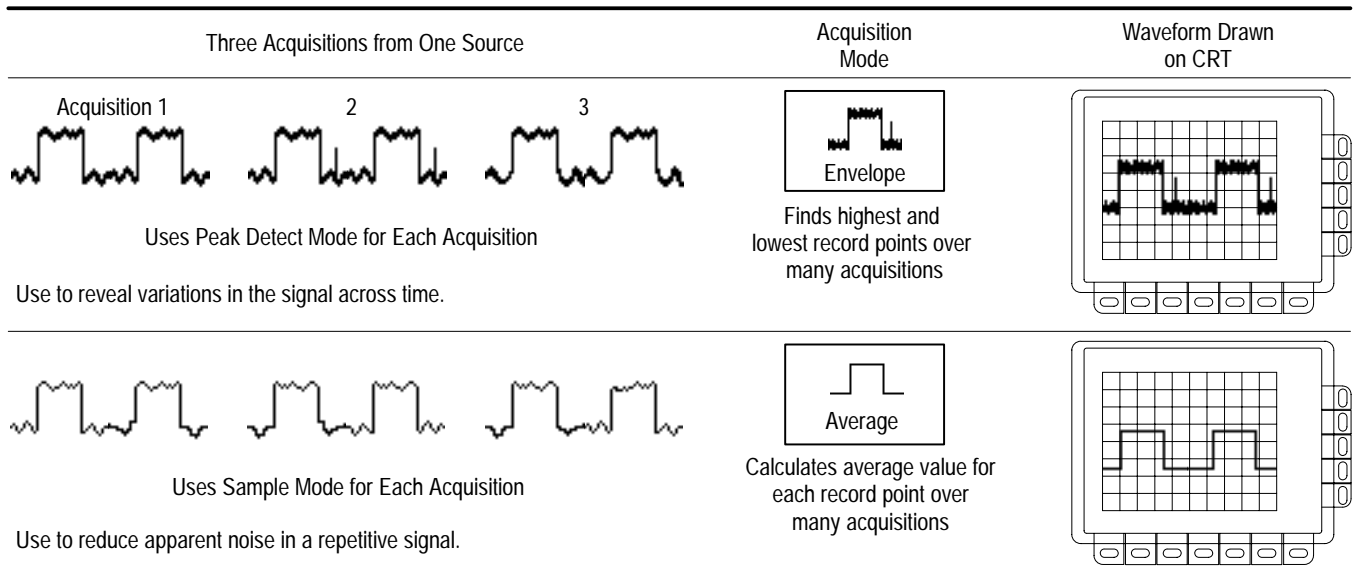 Three Acquisitions from One Source
Acquisition
Mode
Waveform Drawn
on CRT
Acquisition 1
2
3
Uses Peak Detect Mode for Each Acquisition
Use to reveal variations in the signal across time.
Envelope
Finds highest and
lowest record points over
many acquisitions
Uses Sample Mode for Each Acquisition
Use to reduce apparent noise in a repetitive signal.
Average
Calculates average value for
each record point over
many acquisitions